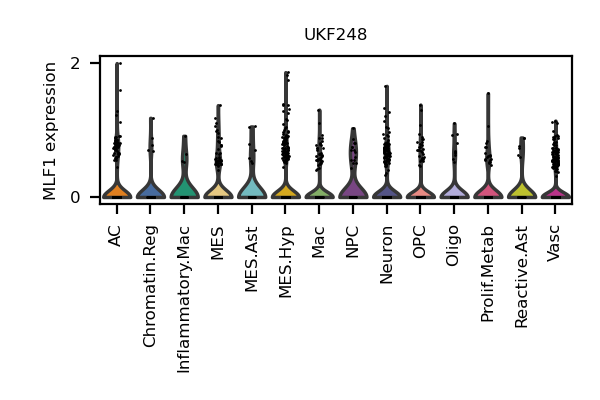 UKF248
MLF1 expression
2
0
AC
Chromatin.Reg
Inflammatory.Mac
MES
MES.Ast
MES.Hyp
Mac
NPC
Neuron
OPC
Oligo
Prolif.Metab
Reactive.Ast
Vasc